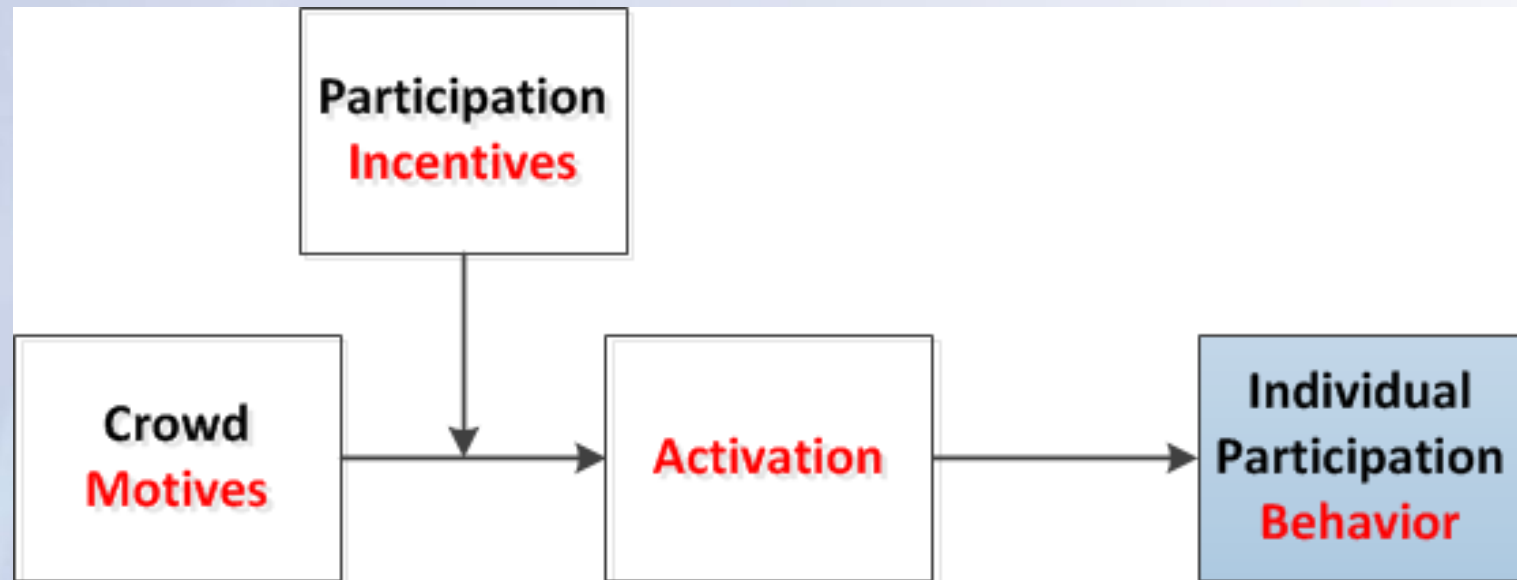 Participation
Incentives
Crowd
Motives
Activation
Individual
Participation
Behavior